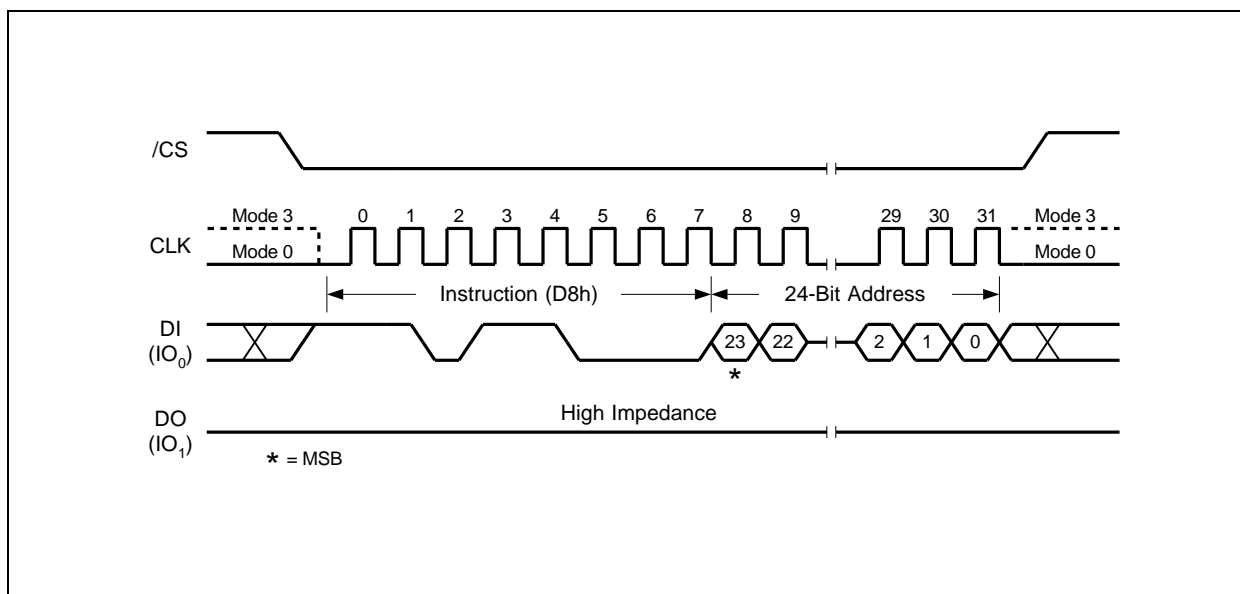 /CS
Mode 3 0 1 2 3 4 5 6 7 8 9 29 30 31 Mode 3
CLK Mode 0 Mode 0
Instruction (D8h) 24-Bit Address
DI
(IO0) 23 22 2 1 0
*
High Impedance
DO
(IO1)
* = MSB